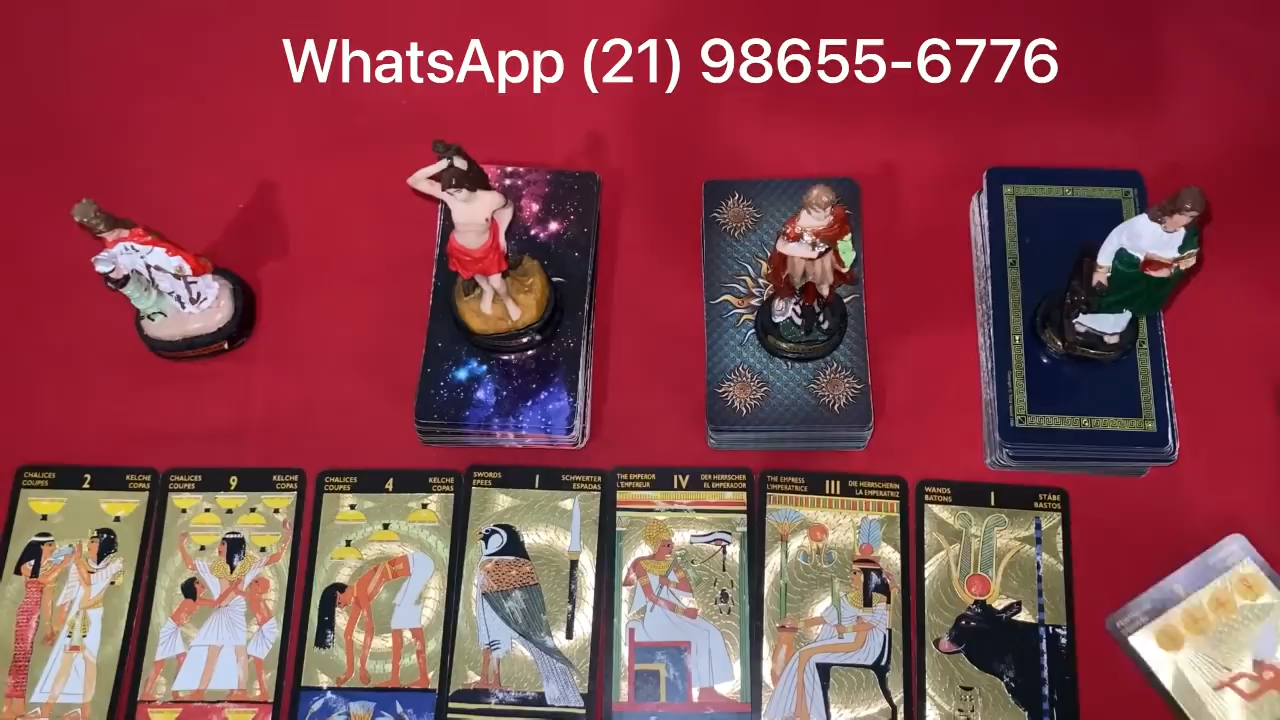 WhatsApp (21) 98655-6776
CHALICES 2 KELCHE
COUPES COPAS
CHALICES 9 KELCHE
COUPES COPAS
CHALICES 4 KELCHE
COUPES COPAS
SWORDS I SCHWERTER
EPEES ESPADAS
THE EMPEROR IV DER HERRSCHER
L'EMPEREUR EL EMPERADOR
THE EMPRESS III DIE HERRSCHERIN
L'IMPERATRICE LA EMPERATRIZ
WANDS I STÄBE
BATONS BASTOS